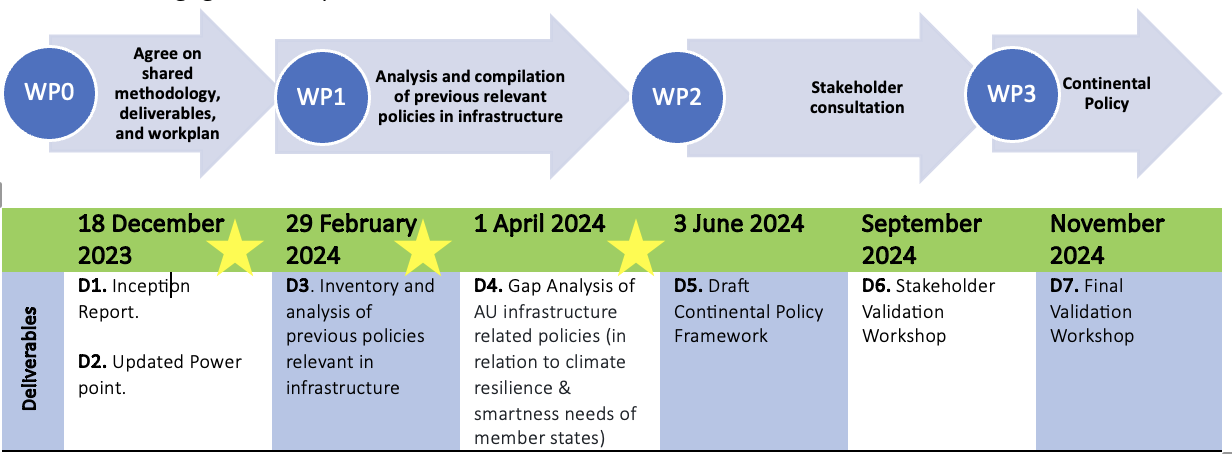 WP0
Agree on
shared
methodology,
deliverables,
and workplan
WP1
Analysis and compilation
of previous relevant
policies in infrastructure
WP2
Stakeholder
consultation
WP3
Continental
Policy
18 December
2023
29 February
2024
1 April 2024
3 June 2024
September
2024
November
2024
Deliverables
D1. Inception
Report.
D2. Updated Power
point.
D3. Inventory and
analysis of
previous policies
relevant in
infrastructure
D4. Gap Analysis of
AU infrastructure
related policies (in
relation to climate
resilience &
smartness needs of
member states)
D5. Draft
Continental Policy
Framework
D6. Stakeholder
Validation
Workshop
D7. Final
Validation
Workshop